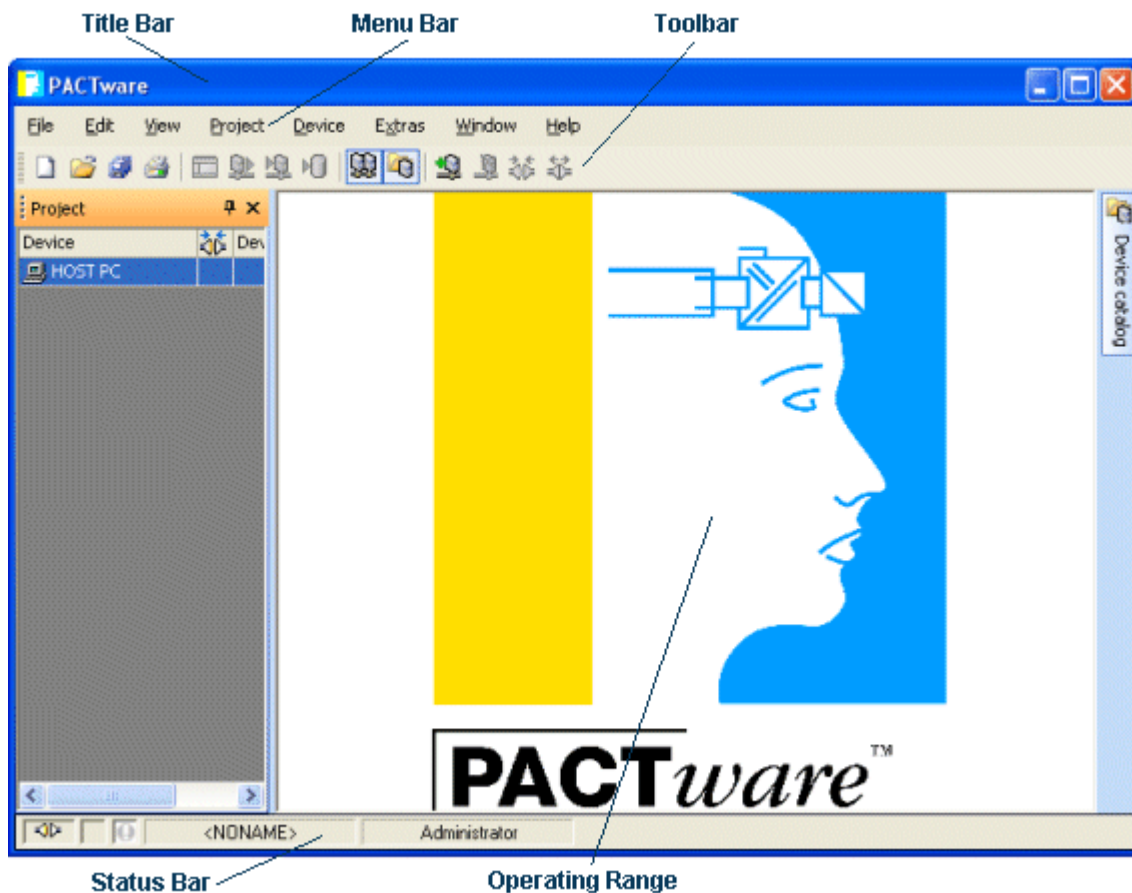 Title Bar Menu Bar Toolbar
PACTware
File Edit View Project Device Extras Window Help
Project
Device Dev
HOST PC
Device catalog
PACTware™
<NONAME> Administrator
Status Bar Operating Range